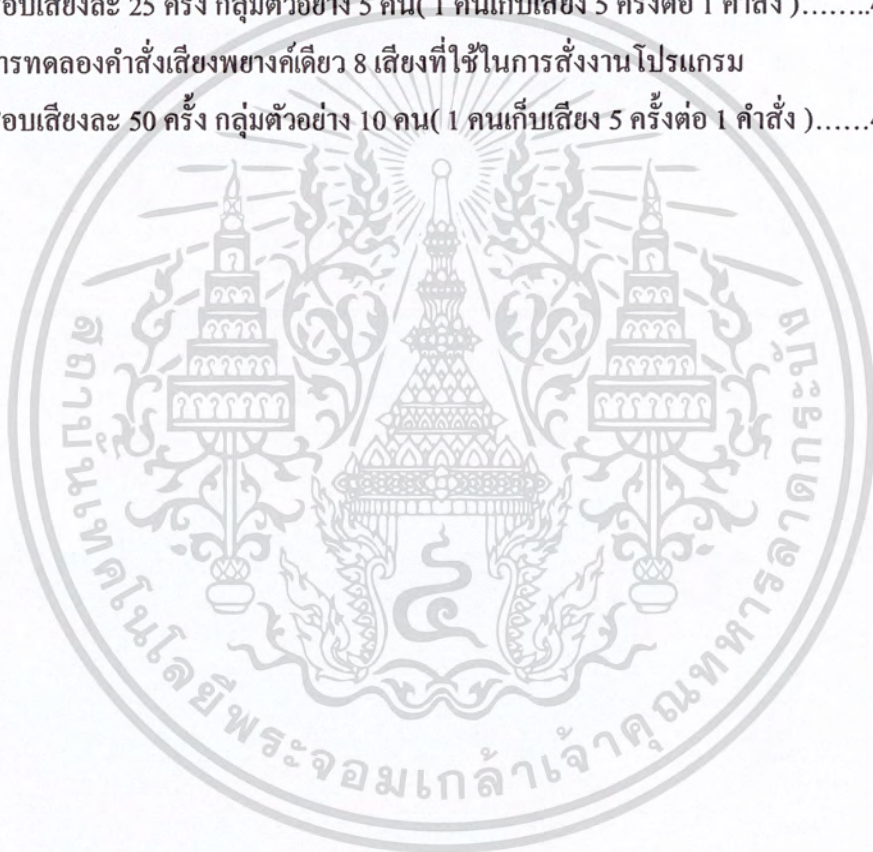 อบเสียงละ 25 ครั้ง กลุ่มตัวอย่าง 5 คน( 1 คนเก็บเสียง 5 ครั้งต่อ 1 คำสั่ง )........
ารทดลองคำสั่งเสียงพยางค์เดียว 8 เสียงที่ใช้ในการสั่งงานโปรแกรม
อบเสียงละ 50 ครั้ง กลุ่มตัวอย่าง 10 คน( 1 คนเก็บเสียง 5 ครั้งต่อ 1 คำสั่ง ).......4
๔
สถาบันเทคโนโลยีพระจอมเกล้าเจ้าคุณทหารลาดกระบัง